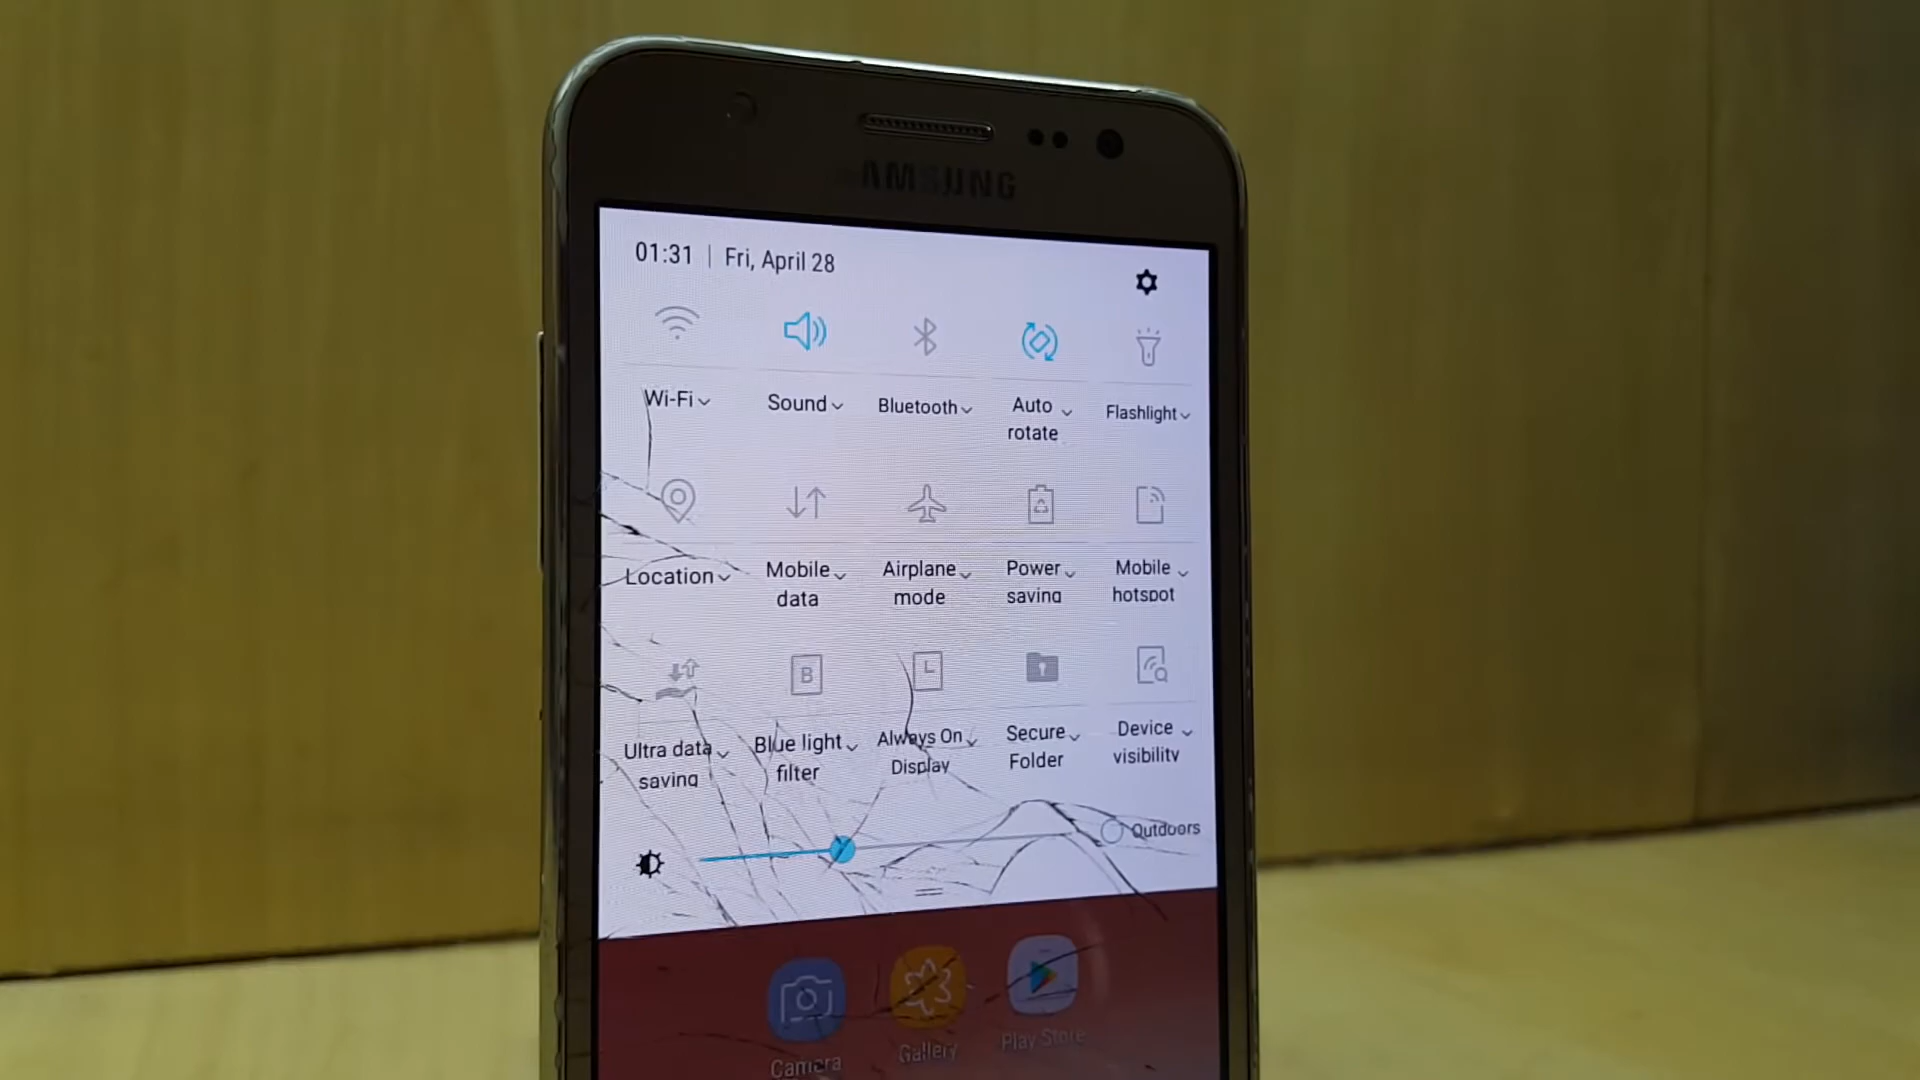 SAMSUNG
01:31 | Fri, April 28
Wi-Fi
Sound
Bluetooth
Auto
rotate
Flashlight
Location
Mobile
data
Airplane
mode
Power
saving
Mobile
hotspot
B
L
Ultra data
saving
Blue light
filter
Always On
Display
Secure
Folder
Device
visibility
Outdoors
Camera
Gallery
Play Store